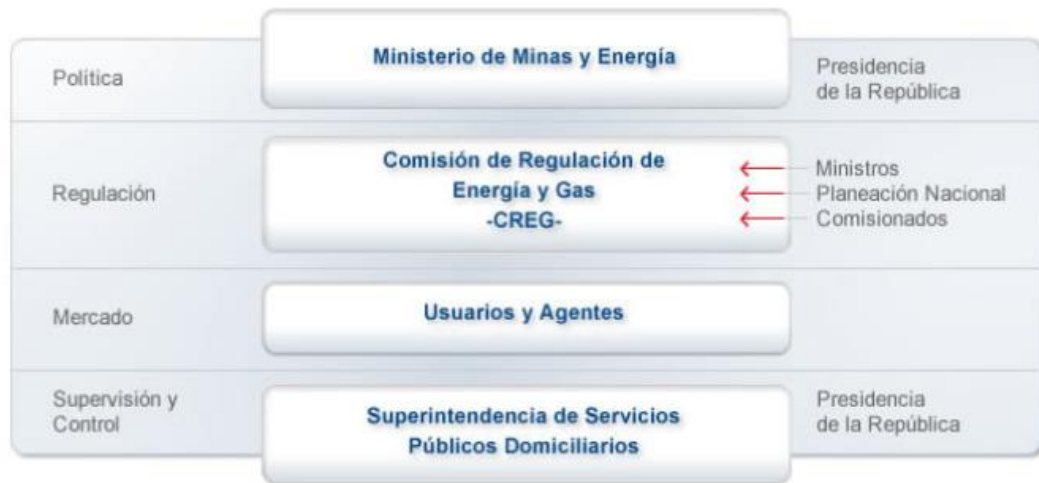 Política
Ministerio de Minas y Energía
Presidencia
de la República
Regulación
Comisión de Regulación de
Energía y Gas
-CREG-
Ministros
Planeación Nacional
Comisionados
Mercado
Usuarios y Agentes
Supervisión y
Control
Superintendencia de Servicios
Públicos Domiciliarios
Presidencia
de la República